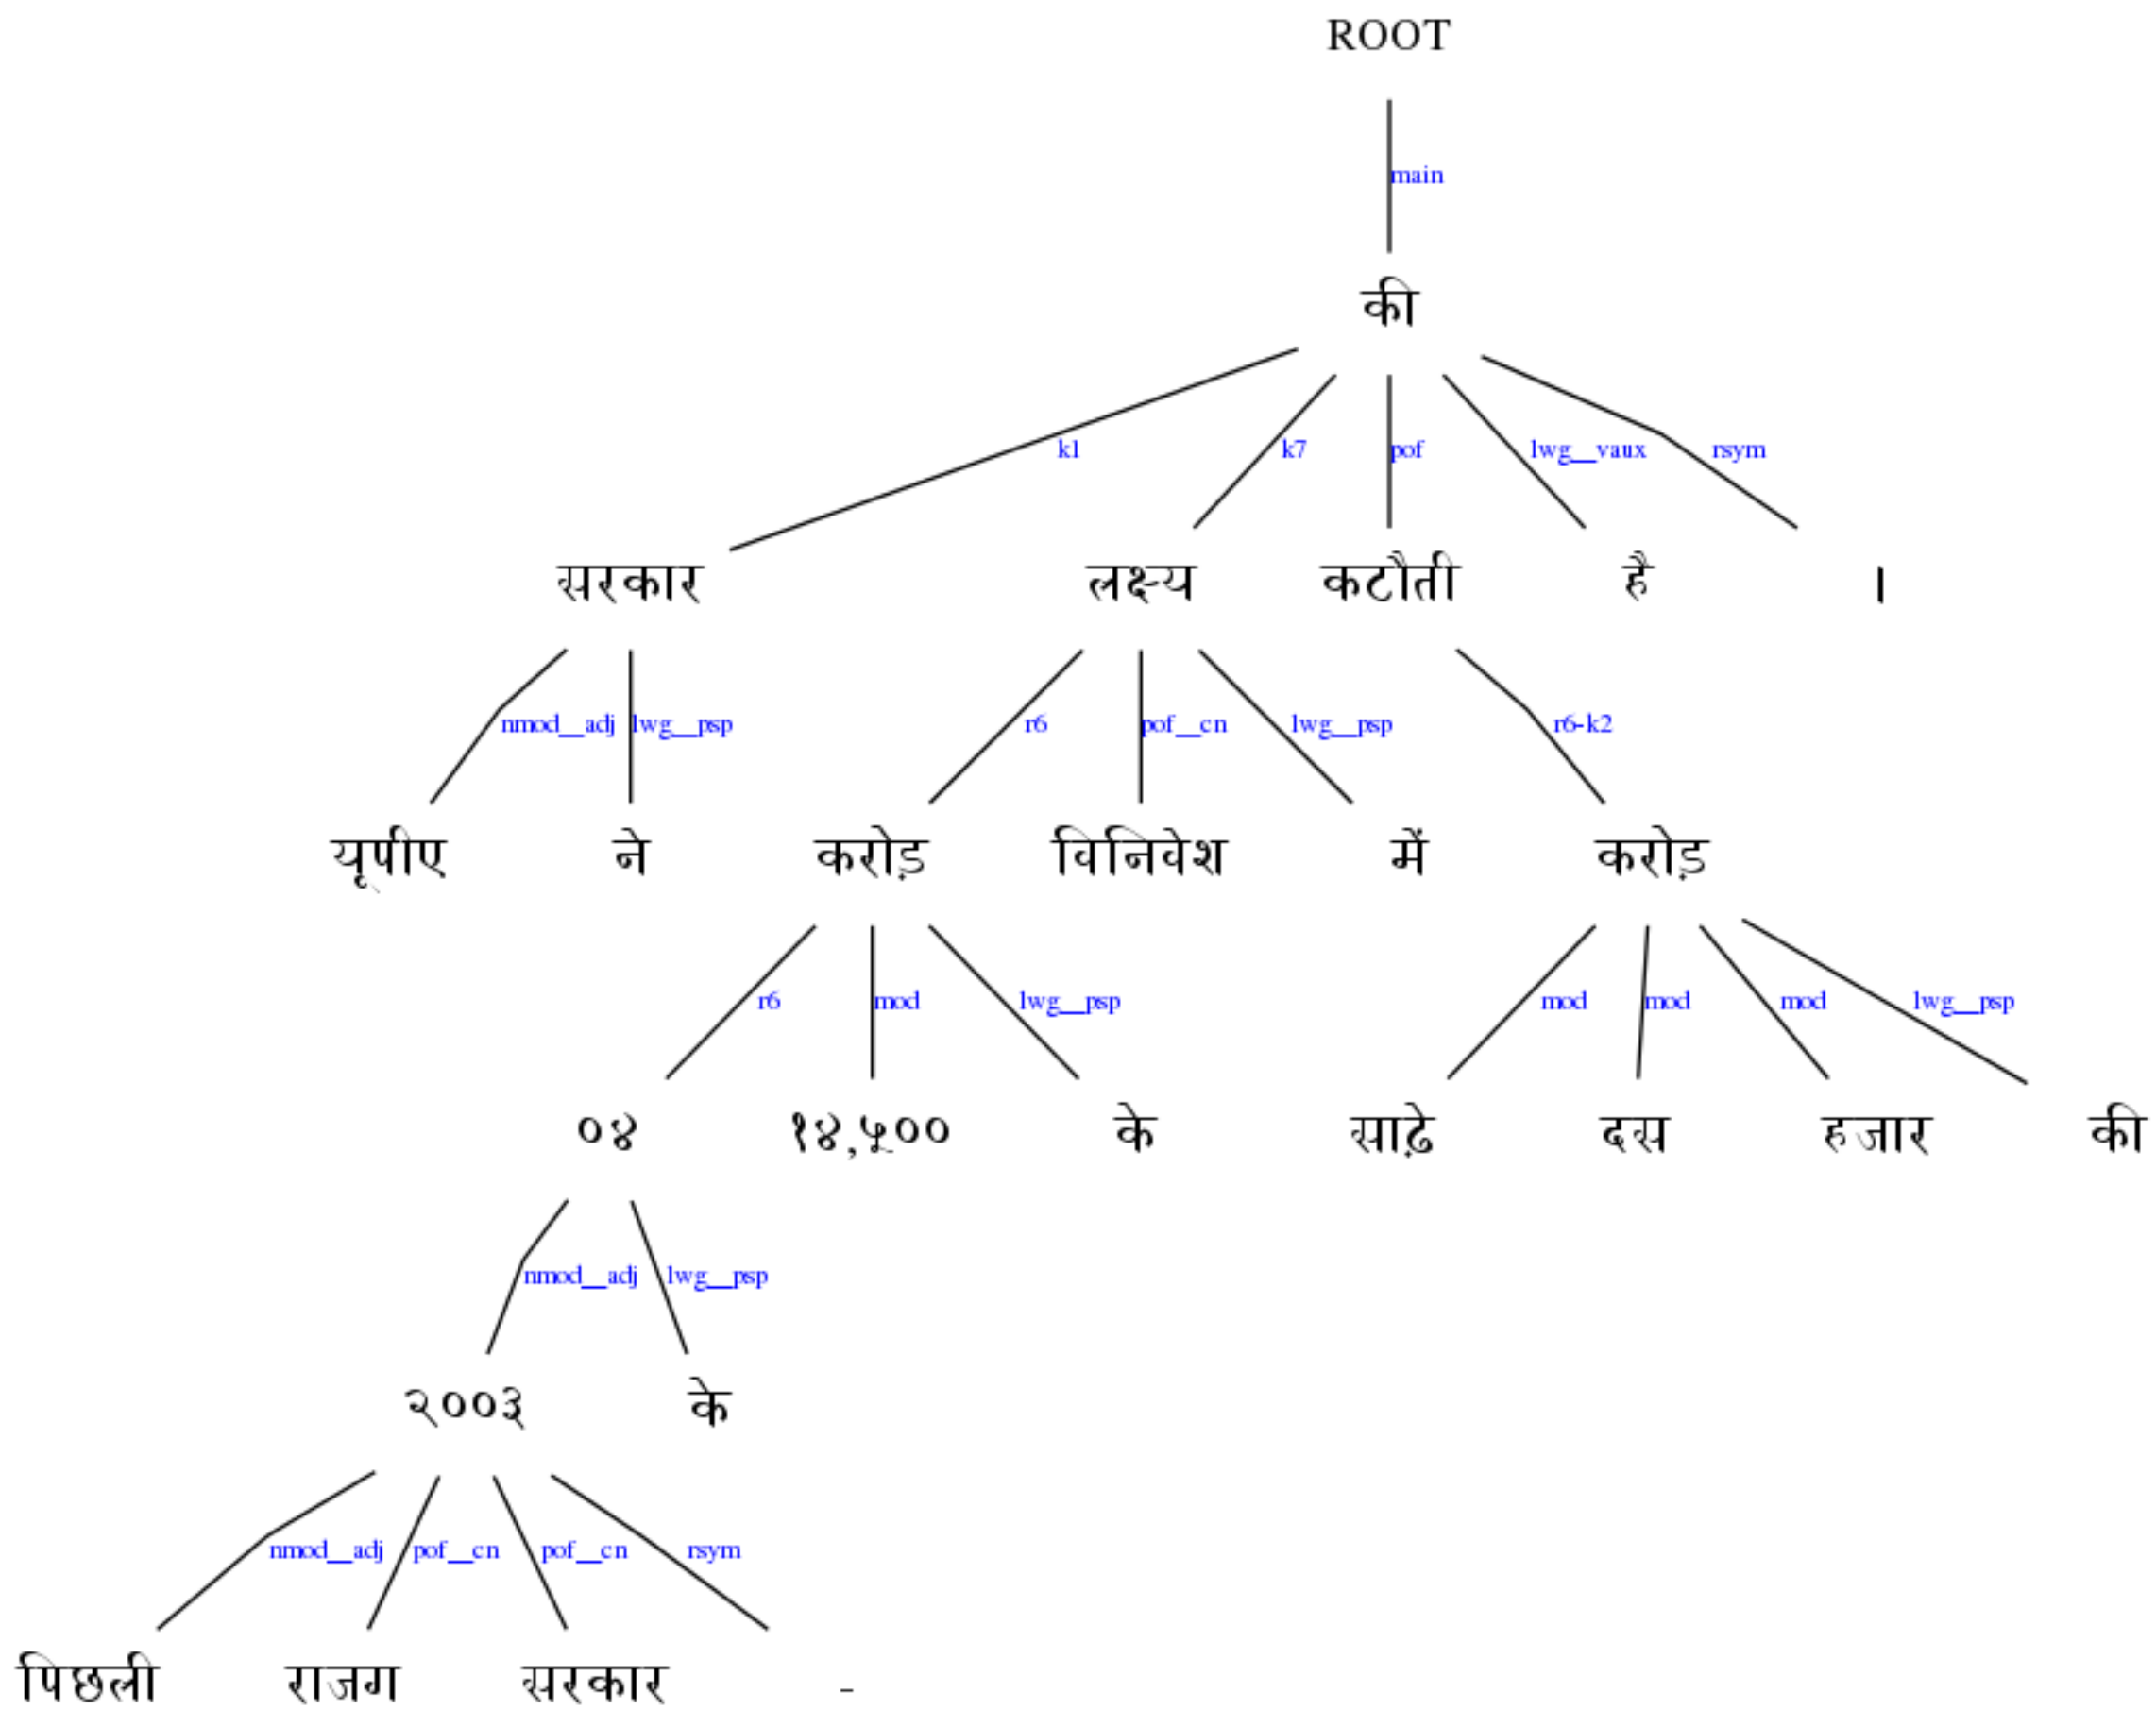 ROOT
main
की
k1 k7 pof lwg__vaux rsym
सरकार लक्ष्य कटौती है ।
nmod__adj lwg__psp r6 pof__cn lwg__psp r6-k2
यूपीए ने करोड़ विनिवेश में करोड़
r6 mod lwg__psp mod mod mod lwg__psp
०४ १४,५०० के साढ़े दस हजार की
nmod__adj lwg__psp
२००३ के
nmod__adj pof__cn pof__cn rsym
पिछली राजग सरकार -